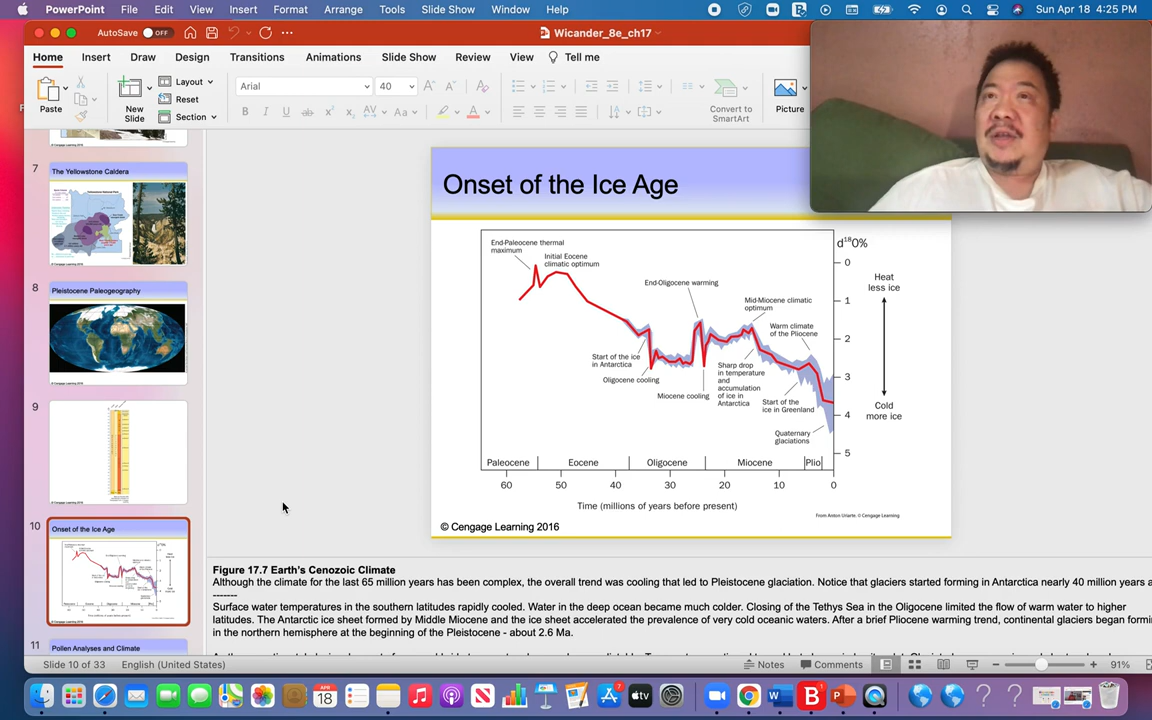 PowerPoint File Edit View Insert Format Arrange Tools Slide Show Window Help Sun Apr 18 4:25 PM
AutoSave OFF Wicander_8e_ch17
Home Insert Draw Design Transitions Animations Slide Show Review View Tell me
Paste New Slide Layout Reset Section Arial 40 Convert to SmartArt Picture
7 The Yellowstone Caldera
8 Pleistocene Paleogeography
9
10 Onset of the Ice Age
11 Pollen Analyses and Climate
Onset of the Ice Age
d18O%
End-Paleocene thermal
maximum
Initial Eocene
climatic optimum
End-Oligocene warming
Mid-Miocene climatic
optimum
Warm climate
of the Pliocene
Start of the ice
in Antarctica
Oligocene cooling
Miocene cooling
Sharp drop
in temperature
and
accumulation
of ice in
Antarctica
Start of the
ice in Greenland
Quaternary
glaciations
0
1
2
3
4
5
Heat
less ice
Cold
more ice
Paleocene Eocene Oligocene Miocene Plio
60 50 40 30 20 10 0
Time (millions of years before present)
From Anton Uriarte. © Cengage Learning
© Cengage Learning 2016
Figure 17.7 Earth's Cenozoic Climate
Although the climate for the last 65 million years has been complex, the overall trend was cooling that led to Pleistocene glaciation. Notice that glaciers started forming in Antarctica nearly 40 million years a
-------
Surface water temperatures in the southern latitudes rapidly cooled. Water in the deep ocean became much colder. Closing of the Tethys Sea in the Oligocene limited the flow of warm water to higher
latitudes. The Antarctic ice sheet formed by Middle Miocene and the ice sheet accelerated the prevalence of very cold oceanic waters. After a brief Pliocene warming trend, continental glaciers began formi
in the northern hemisphere at the beginning of the Pleistocene - about 2.6 Ma.
Slide 10 of 33 English (United States) Notes Comments 91%
APR
18
tv